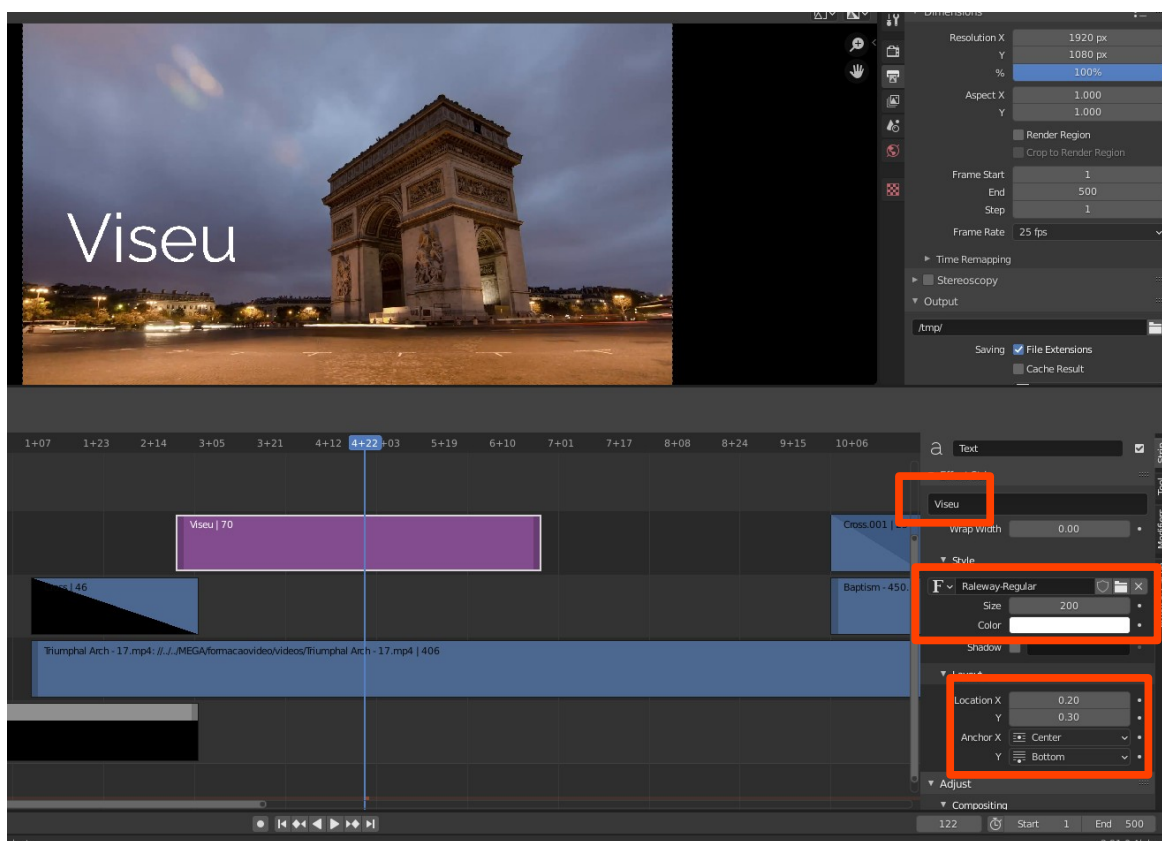 Dimensions
Resolution X 1920 px
Y 1080 px
% 100%
Aspect X 1.000
Y 1.000
Render Region
Crop to Render Region
Frame Start 1
End 500
Step 1
Frame Rate 25 fps
Time Remapping
Stereoscopy
Output
/tmp/
Saving File Extensions
Cache Result
Viseu
1+07 1+23 2+14 3+05 3+21 4+12 4+22 +03 5+19 6+10 7+01 7+17 8+08 8+24 9+15 10+06
Viseu | 70
Cross.001 |
| 46
Baptism - 450.
Triumphal Arch - 17.mp4: //../../MEGA/formacaovideo/videos/Triumphal Arch - 17.mp4 | 406
a Text
Strip
Tool
Modifiers
Viseu
Wrap Width 0.00
Style
F Raleway-Regular
Size 200
Color
Shadow
Layout
Location X 0.20
Y 0.30
Anchor X Center
Y Bottom
Adjust
Compositing
122 Start 1 End 500